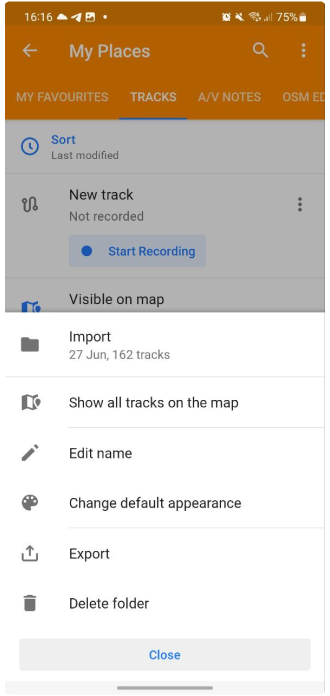 16:16 75%
My Places
MY FAVOURITES TRACKS A/V NOTES OSM ED
Sort
Last modified
New track
Not recorded
Start Recording
Visible on map
Import
27 Jun, 162 tracks
Show all tracks on the map
Edit name
Change default appearance
Export
Delete folder
Close